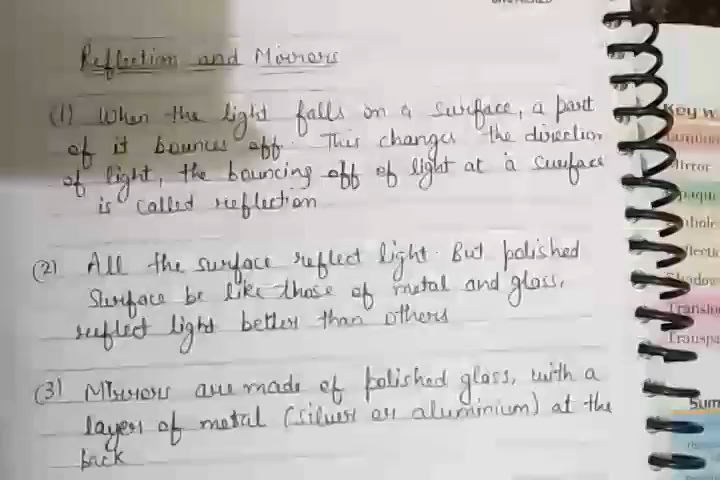 Reflection and Mirrors
(1) When the light falls on a surface, a part
of it bounces off. This changes the direction
of light, the bouncing off of light at a surface
is called reflection
(2) All the surface reflect light. But polished
Surface be like those of metal and glass,
reflect light better than others
(3) Mirrors are made of polished glass, with a
layer of metal (silver or aluminium) at the
back
Key
Sum